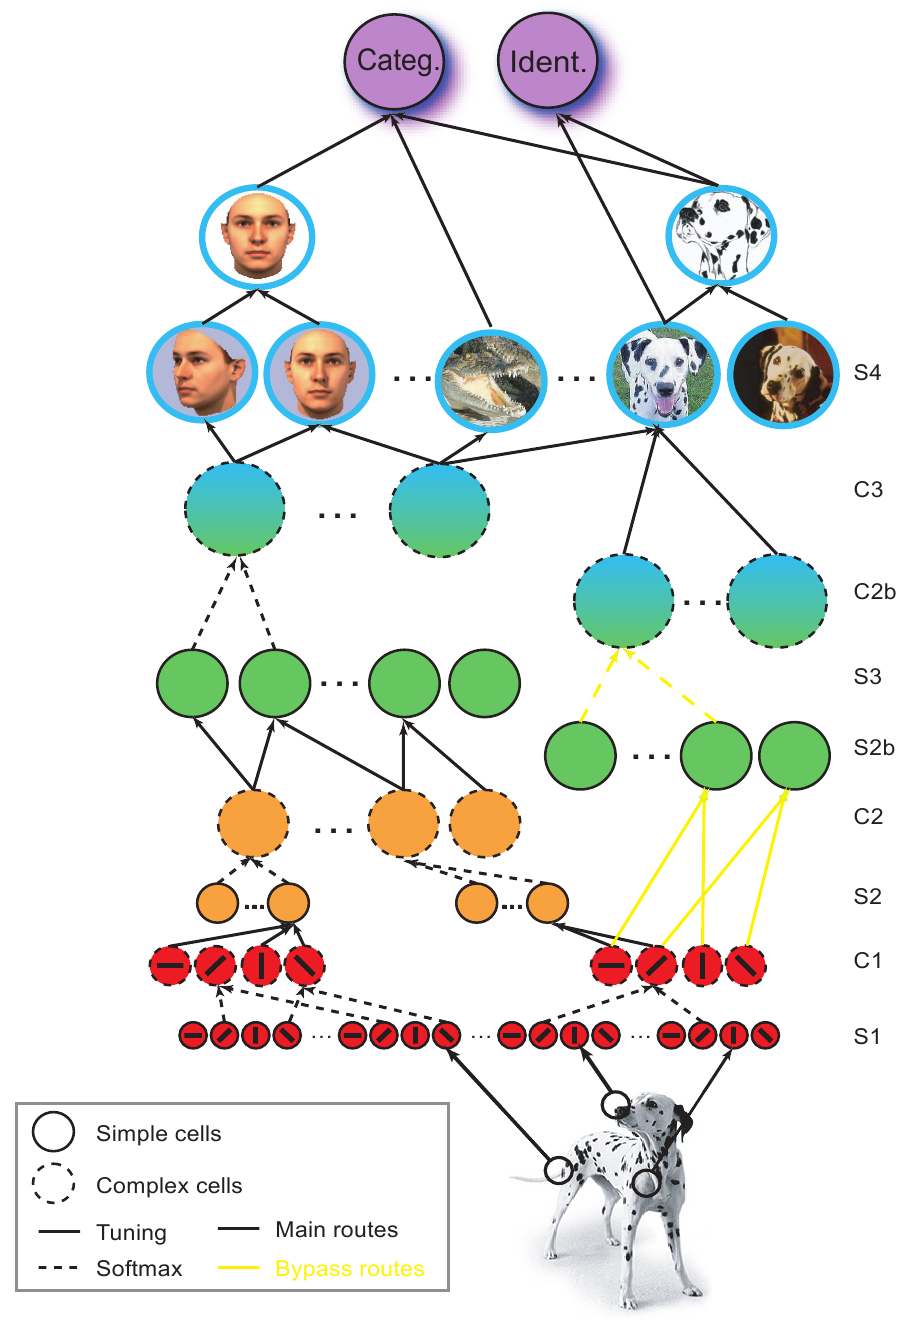 Categ. Ident.
S4
C3
C2b
S3
S2b
C2
S2
C1
S1
Simple cells
Complex cells
Tuning Main routes
Softmax Bypass routes